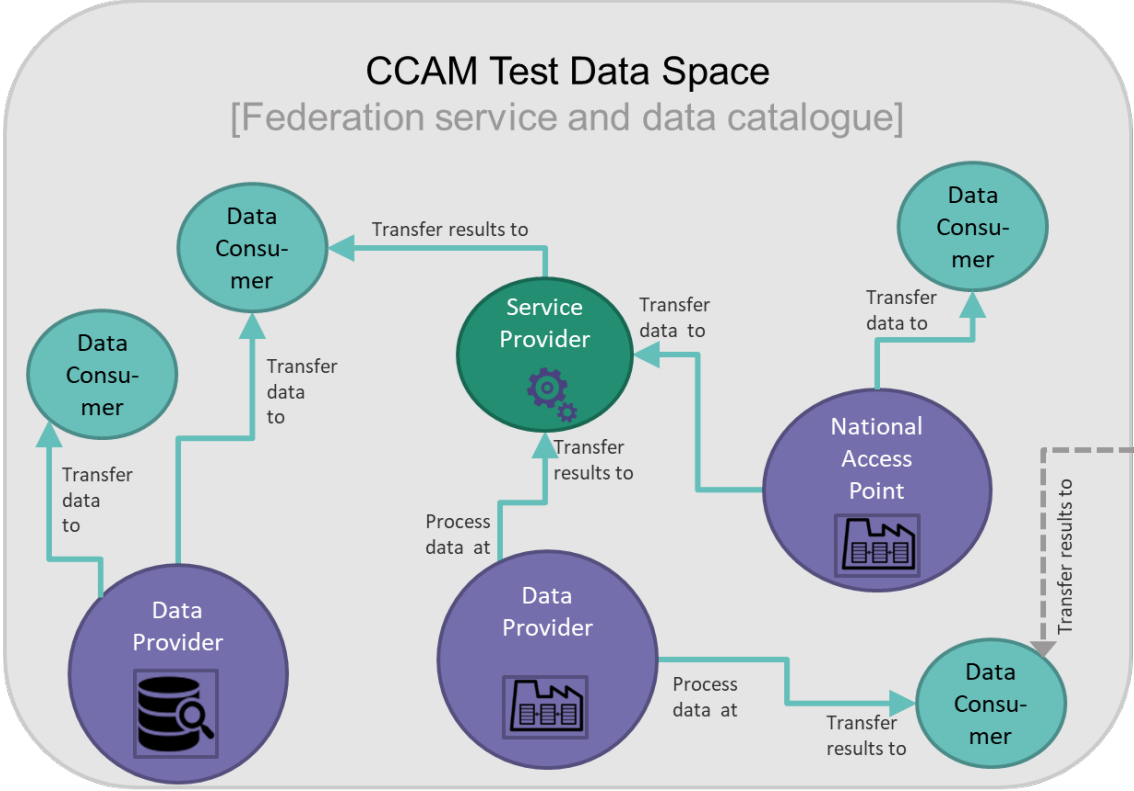 CCAM Test Data Space
[Federation service and data catalogue]
Data
Consu-
mer
Transfer results to
Data
Consu-
mer
Service
Provider
Transfer
data to
Transfer
data to
Data
Consu-
mer
Transfer
data
to
National
Access
Point
Transfer
data
to
Transfer
results to
Process
data at
Transfer results to
Data
Provider
Data
Provider
Process
data at
Transfer
results to
Data
Consu-
mer